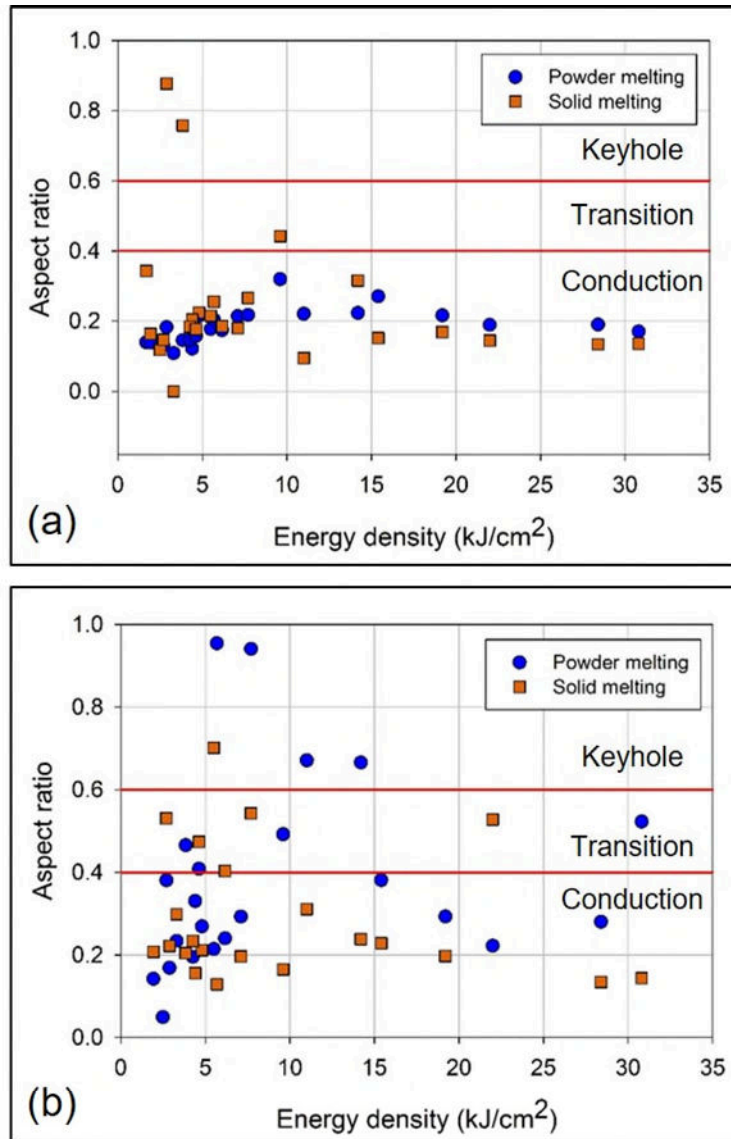 1.0
Powder melting
Solid melting
0.8
Keyhole
0.6
Transition
0.4
Conduction
0.2
0.0
Aspect ratio
0 5 10 15 20 25 30 35
(a)
Energy density (kJ/cm²)
1.0
Powder melting
Solid melting
0.8
Keyhole
0.6
Transition
0.4
Conduction
0.2
0.0
Aspect ratio
0 5 10 15 20 25 30 35
(b)
Energy density (kJ/cm²)